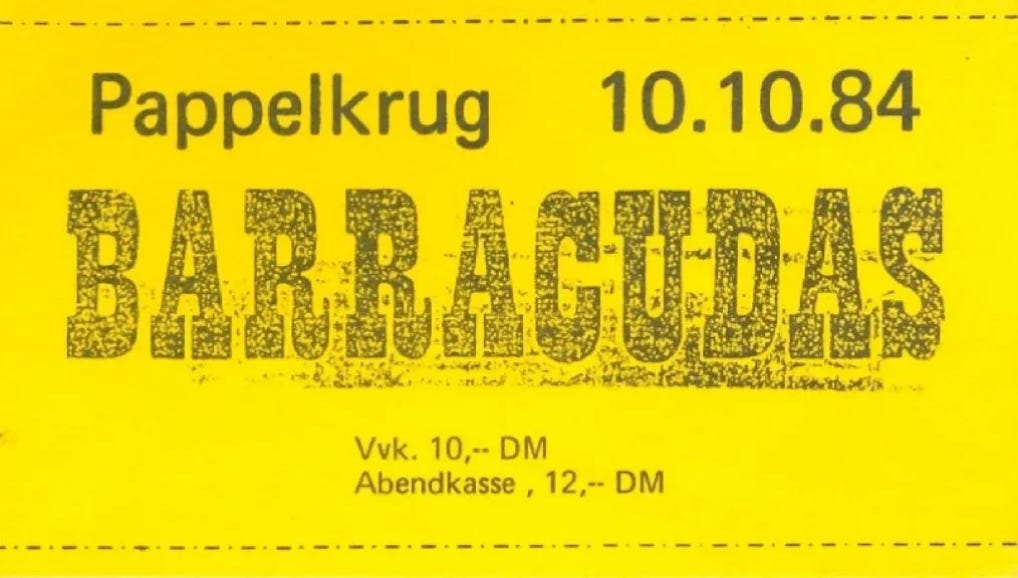 Pappelkrug 10.10.84
BARRACUDAS
Vvk. 10,-- DM
Abendkasse , 12,-- DM